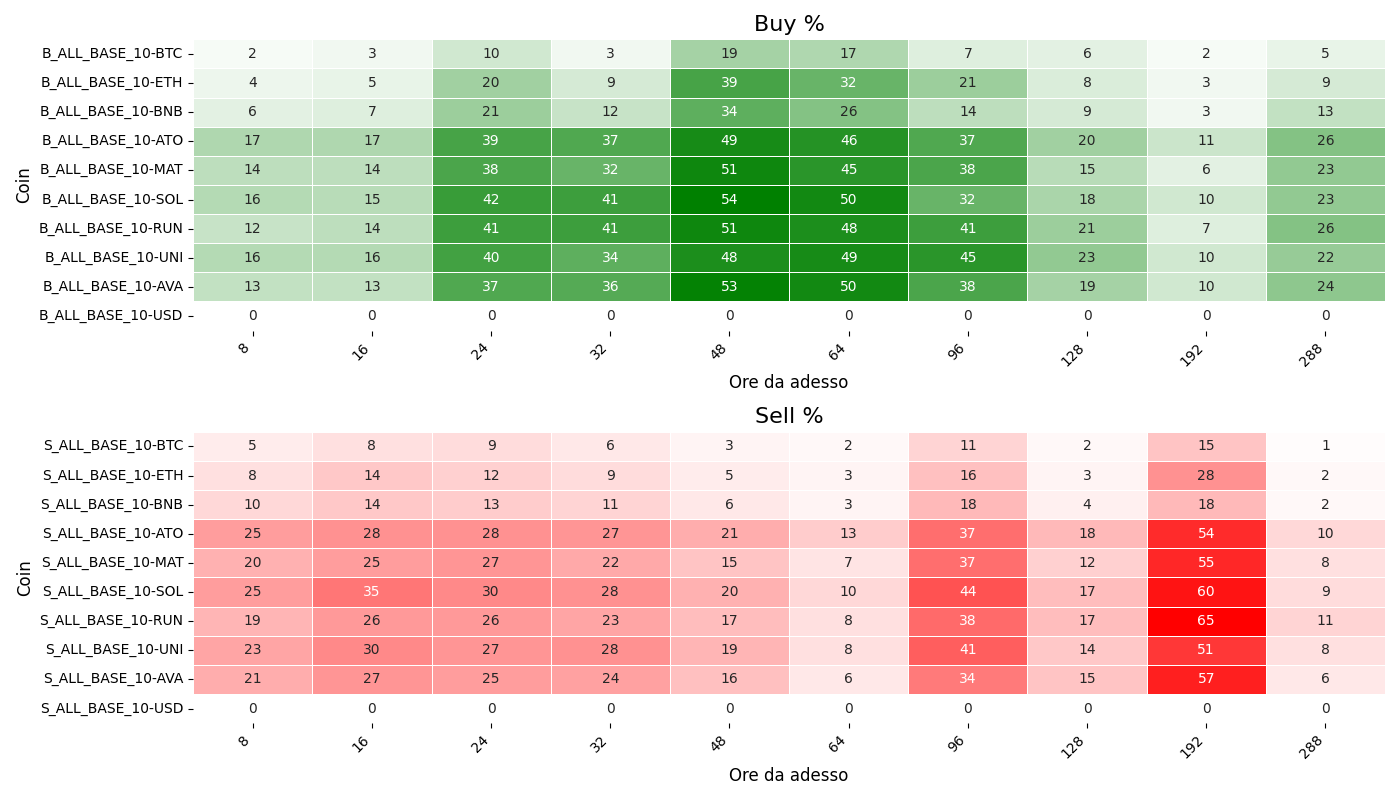 Buy %
Coin
B_ALL_BASE_10-BTC 2 3 10 3 19 17 7 6 2 5
B_ALL_BASE_10-ETH 4 5 20 9 39 32 21 8 3 9
B_ALL_BASE_10-BNB 6 7 21 12 34 26 14 9 3 13
B_ALL_BASE_10-ATO 17 17 39 37 49 46 37 20 11 26
B_ALL_BASE_10-MAT 14 14 38 32 51 45 38 15 6 23
B_ALL_BASE_10-SOL 16 15 42 41 54 50 32 18 10 23
B_ALL_BASE_10-RUN 12 14 41 41 51 48 41 21 7 26
B_ALL_BASE_10-UNI 16 16 40 34 48 49 45 23 10 22
B_ALL_BASE_10-AVA 13 13 37 36 53 50 38 19 10 24
B_ALL_BASE_10-USD 0 0 0 0 0 0 0 0 0 0
8 16 24 32 48 64 96 128 192 288
Ore da adesso
Sell %
Coin
S_ALL_BASE_10-BTC 5 8 9 6 3 2 11 2 15 1
S_ALL_BASE_10-ETH 8 14 12 9 5 3 16 3 28 2
S_ALL_BASE_10-BNB 10 14 13 11 6 3 18 4 18 2
S_ALL_BASE_10-ATO 25 28 28 27 21 13 37 18 54 10
S_ALL_BASE_10-MAT 20 25 27 22 15 7 37 12 55 8
S_ALL_BASE_10-SOL 25 35 30 28 20 10 44 17 60 9
S_ALL_BASE_10-RUN 19 26 26 23 17 8 38 17 65 11
S_ALL_BASE_10-UNI 23 30 27 28 19 8 41 14 51 8
S_ALL_BASE_10-AVA 21 27 25 24 16 6 34 15 57 6
S_ALL_BASE_10-USD 0 0 0 0 0 0 0 0 0 0
8 16 24 32 48 64 96 128 192 288
Ore da adesso